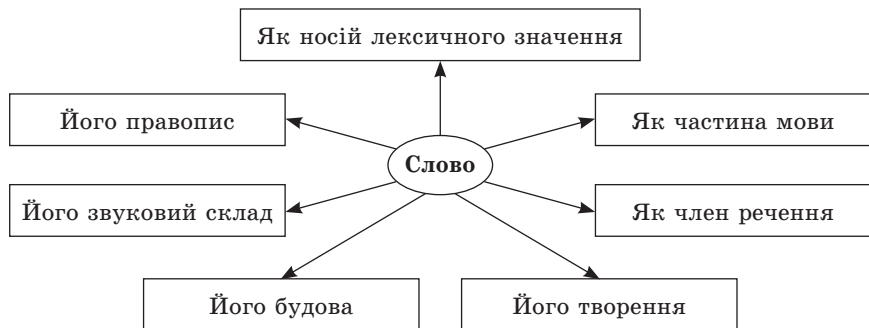 Як носій лексичного значення
Його правопис
Як частина мови
Слово
Його звуковий склад
Як член речення
Його будова
Його творення